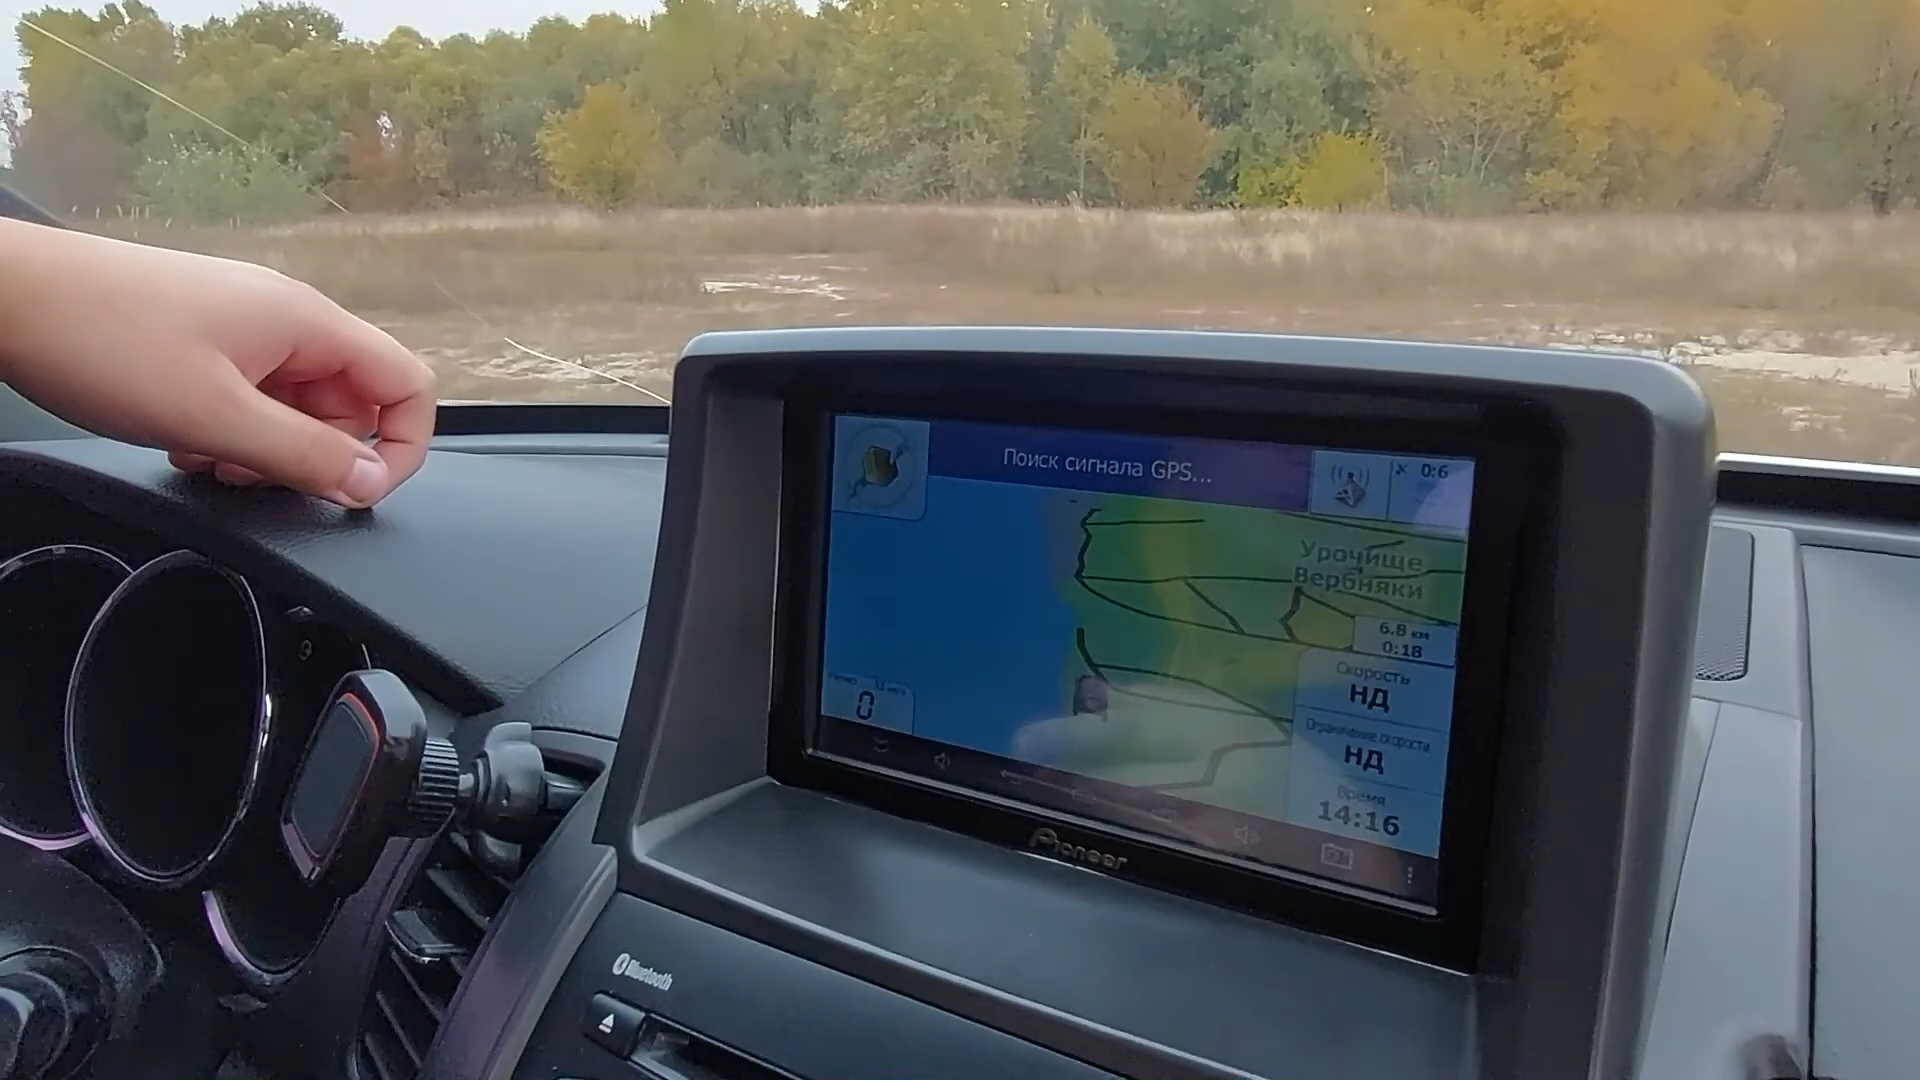 Поиск сигнала GPS...
0:6
Урочище
Вербняки
6.8 км
0:18
Скорость
НД
Ограничение скорости
НД
0
Время
14:16
Pioneer
Bluetooth